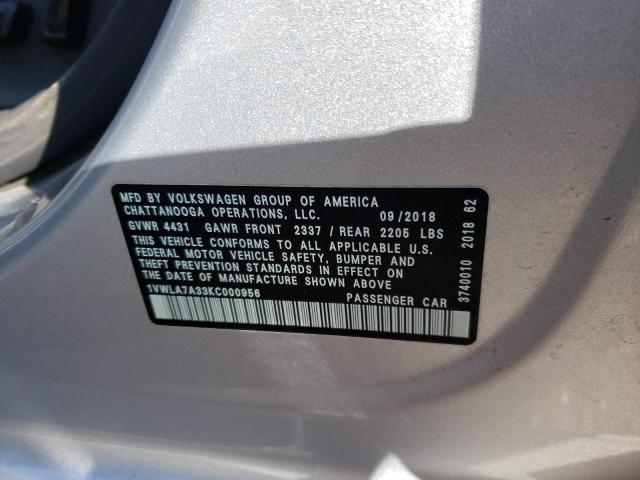 MFD BY VOLKSWAGEN GROUP OF AMERICA
CHATTANOOGA OPERATIONS, LLC. 09/2018
GVWR 4431 GAWR FRONT 2337 / REAR 2205 LBS
THIS VEHICLE CONFORMS TO ALL APPLICABLE U.S.
FEDERAL MOTOR VEHICLE SAFETY, BUMPER AND
THEFT PREVENTION STANDARDS IN EFFECT ON
THE DATE OF MANUFACTURE SHOWN ABOVE
1VWLA7A33KC000956 PASSENGER CAR
3740010 2018 62